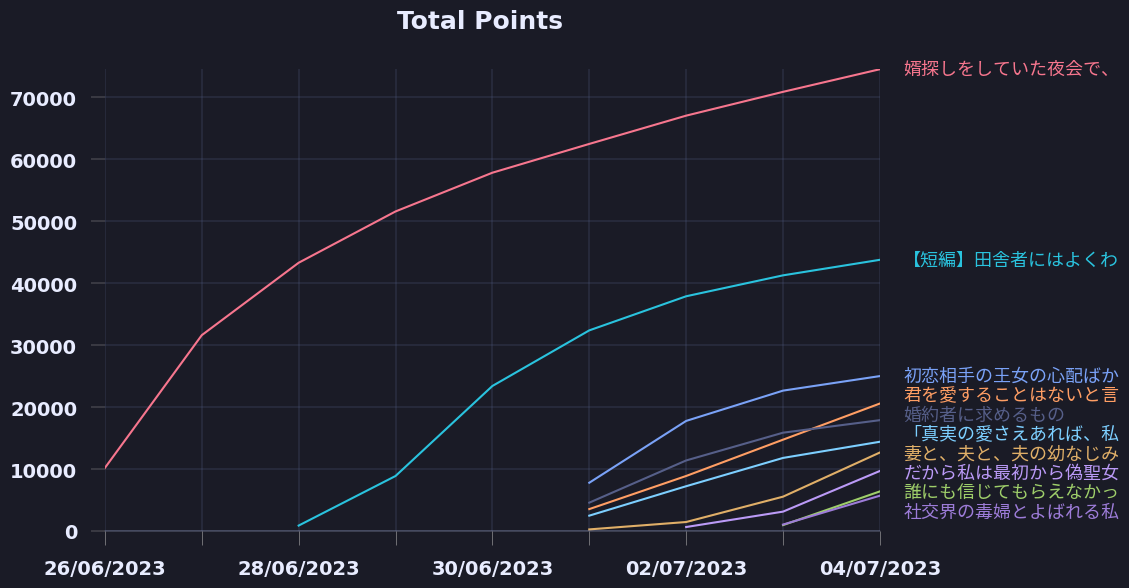 Total Points
70000
60000
50000
40000
30000
20000
10000
0
26/06/2023 28/06/2023 30/06/2023 02/07/2023 04/07/2023
婿探しをしていた夜会で、
【短編】田舎者にはよくわ
初恋相手の王女の心配ばか
君を愛することはないと言
婚約者に求めるもの
「真実の愛さえあれば、私
妻と、夫と、夫の幼なじみ
だから私は最初から偽聖女
誰にも信じてもらえなかっ
社交界の毒婦とよばれる私